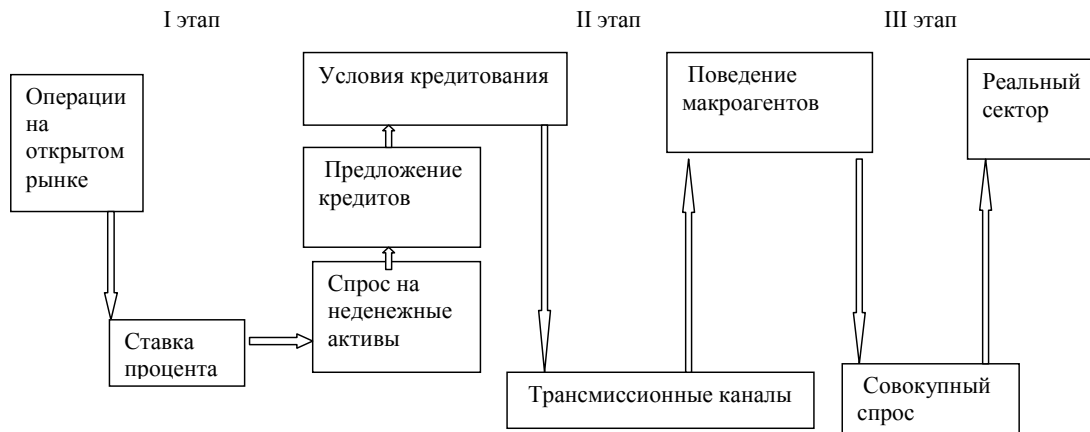 I этап
II этап
III этап
Операции
на
открытом
рынке
Ставка
процента
Спрос на
неденежные
активы
Предложение
кредитов
Условия кредитования
Трансмиссионные каналы
Поведение
макроагентов
Совокупный
спрос
Реальный
сектор